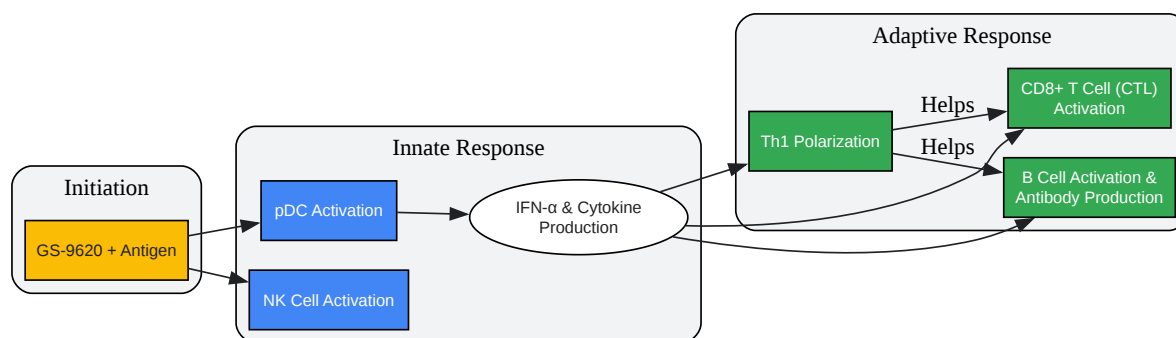 Initiation
GS-9620 + Antigen
Innate Response
pDC Activation
NK Cell Activation
IFN-α & Cytokine
Production
Adaptive Response
Th1 Polarization
Helps
Helps
CD8+ T Cell (CTL)
Activation
B Cell Activation &
Antibody Production